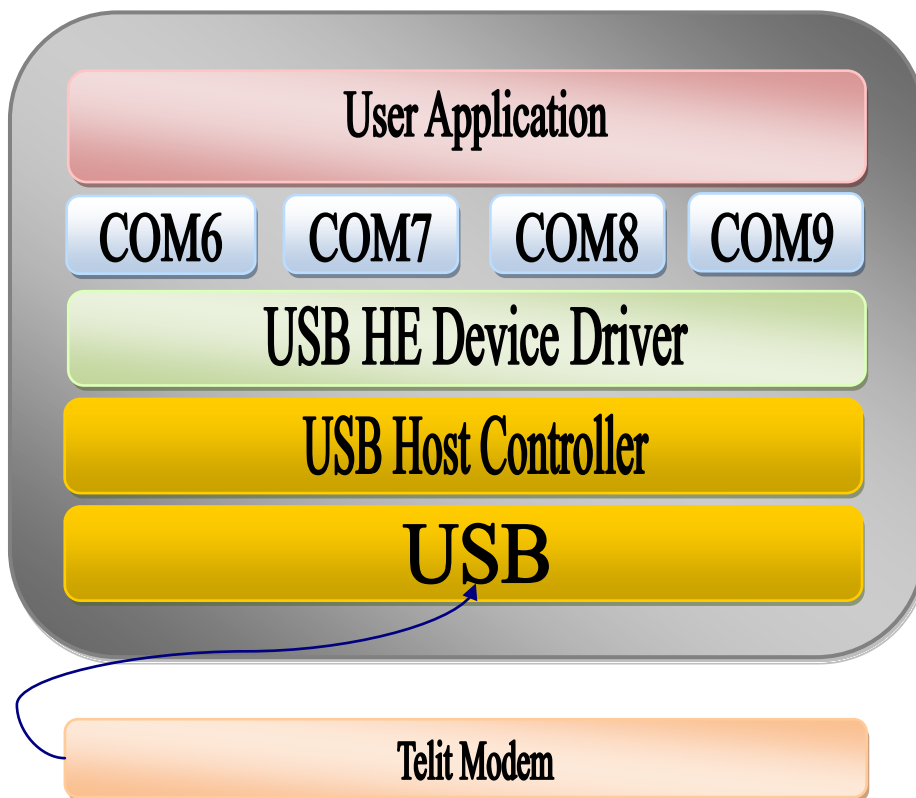 User Application
COM6 COM7 COM8 COM9
USB HE Device Driver
USB Host Controller
USB
Telit Modem